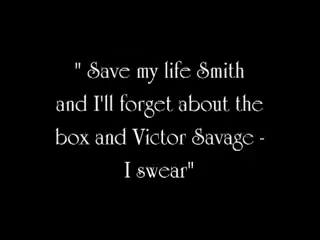 " Save my life Smith
and I'll forget about the
box and Victor Savage -
I swear"